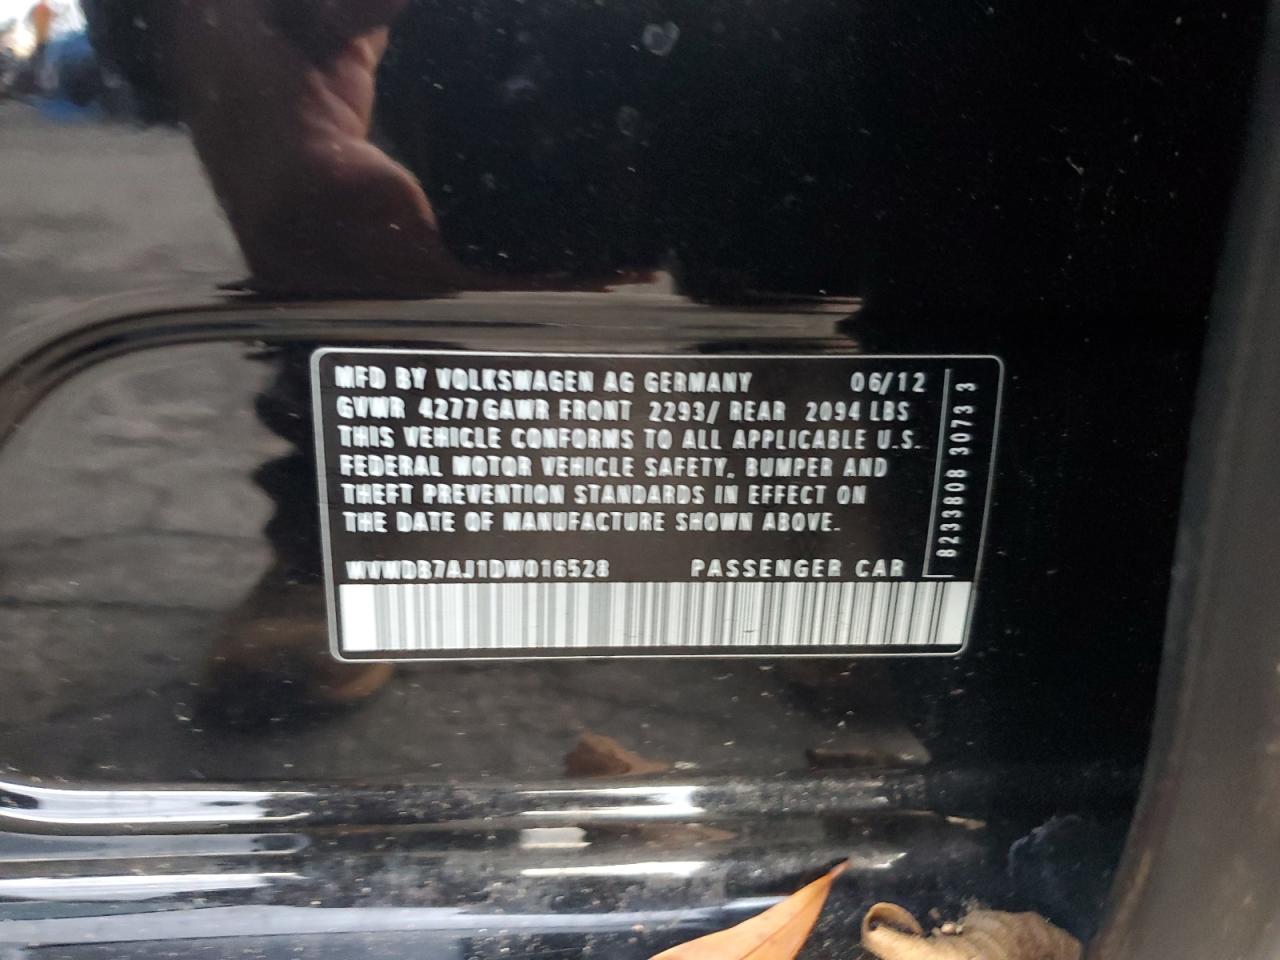 MFD BY VOLKSWAGEN AG GERMANY 06/12
GVWR 4277 GAWR FRONT 2293/ REAR 2094 LBS
THIS VEHICLE CONFORMS TO ALL APPLICABLE U.S.
FEDERAL MOTOR VEHICLE SAFETY, BUMPER AND
THEFT PREVENTION STANDARDS IN EFFECT ON
THE DATE OF MANUFACTURE SHOWN ABOVE.
WVWDB7AJ1DW016528 PASSENGER CAR
8233808 3073 3